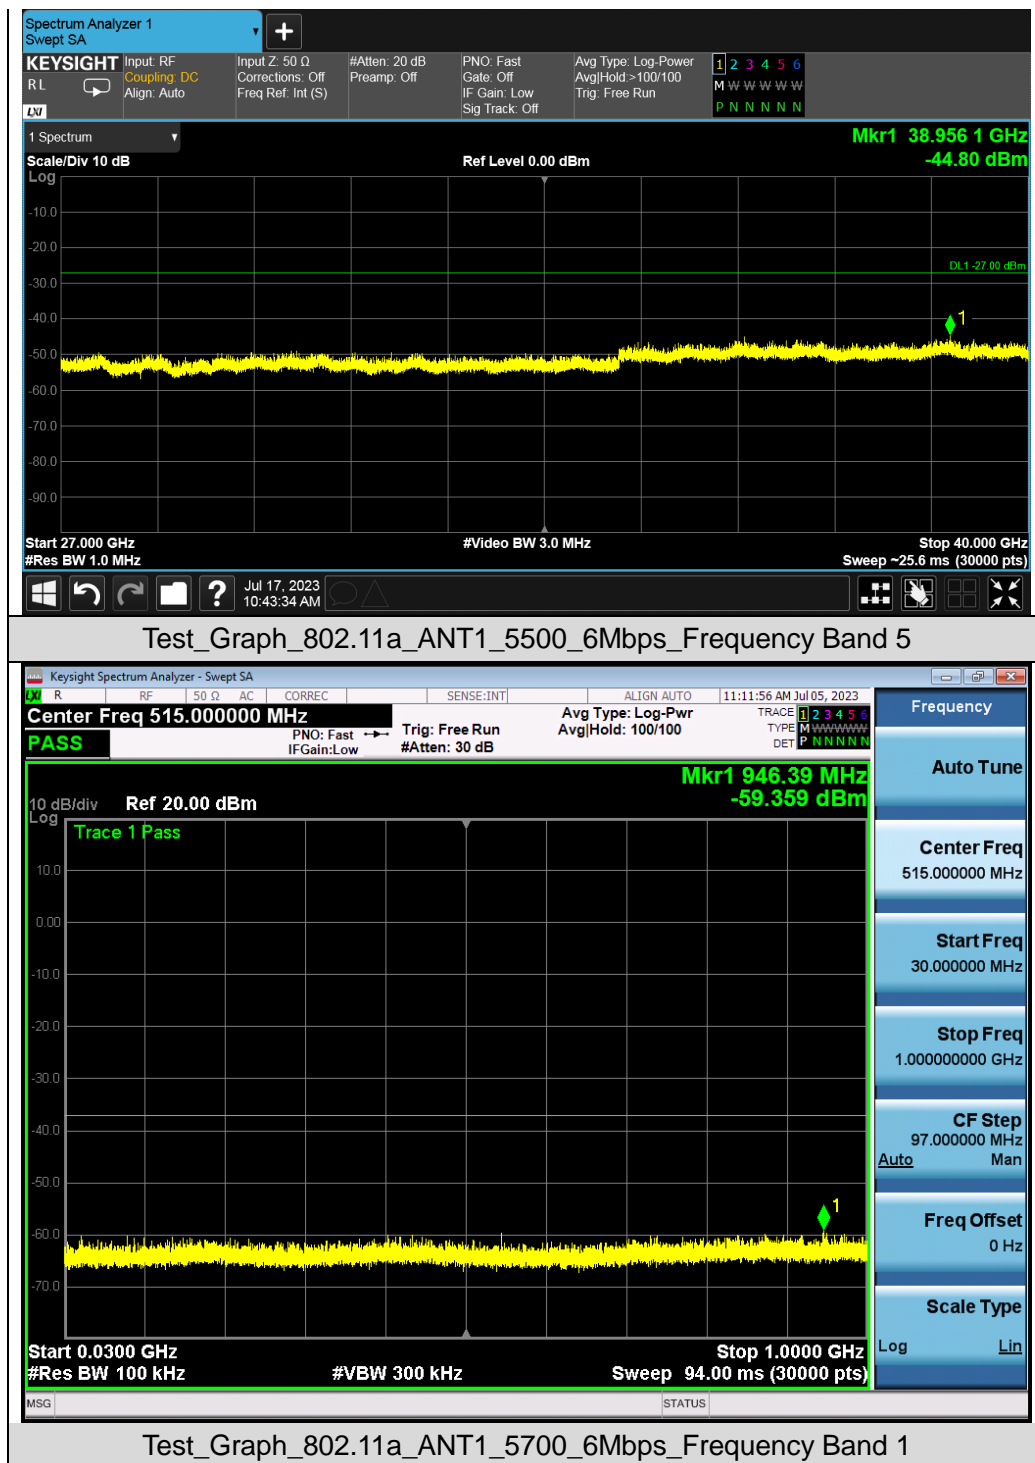 Spectrum Analyzer 1
Swept SA
KEYSIGHT
R L
LXI
Input: RF
Coupling: DC
Align: Auto
Input Z: 50 Ω
Corrections: Off
Freq Ref: Int (S)
#Atten: 20 dB
Preamp: Off
PNO: Fast
Gate: Off
IF Gain: Low
Sig Track: Off
Avg Type: Log-Power
Avg|Hold:>100/100
Trig: Free Run
1 2 3 4 5 6
M W W W W W
P N N N N N
1 Spectrum
Mkr1 38.956 1 GHz
Scale/Div 10 dB
Ref Level 0.00 dBm
-44.80 dBm
Log
-10.0
-20.0
DL1 -27.00 dBm
-30.0
-40.0
1
-50.0
-60.0
-70.0
-80.0
-90.0
Start 27.000 GHz
#Video BW 3.0 MHz
Stop 40.000 GHz
#Res BW 1.0 MHz
Sweep ~25.6 ms (30000 pts)
?
Jul 17, 2023
10:43:34 AM
Test_Graph_802.11a_ANT1_5500_6Mbps_Frequency Band 5
Keysight Spectrum Analyzer - Swept SA
LXI R RF 50 Ω AC CORREC SENSE:INT ALIGN AUTO 11:11:56 AM Jul 05, 2023
Center Freq 515.000000 MHz
PASS
PNO: Fast
IFGain:Low
Trig: Free Run
#Atten: 30 dB
Avg Type: Log-Pwr
Avg|Hold: 100/100
TRACE 1 2 3 4 5 6
TYPE M W W W W W
DET P N N N N N
Frequency
Mkr1 946.39 MHz
-59.359 dBm
10 dB/div Ref 20.00 dBm
Log
Trace 1 Pass
10.0
0.00
-10.0
-20.0
-30.0
-40.0
-50.0
1
-60.0
-70.0
Start 0.0300 GHz
Stop 1.0000 GHz
#Res BW 100 kHz
#VBW 300 kHz
Sweep 94.00 ms (30000 pts)
Auto Tune
Center Freq
515.000000 MHz
Start Freq
30.000000 MHz
Stop Freq
1.000000000 GHz
CF Step
97.000000 MHz
Auto Man
Freq Offset
0 Hz
Scale Type
Log Lin
MSG STATUS
Test_Graph_802.11a_ANT1_5700_6Mbps_Frequency Band 1